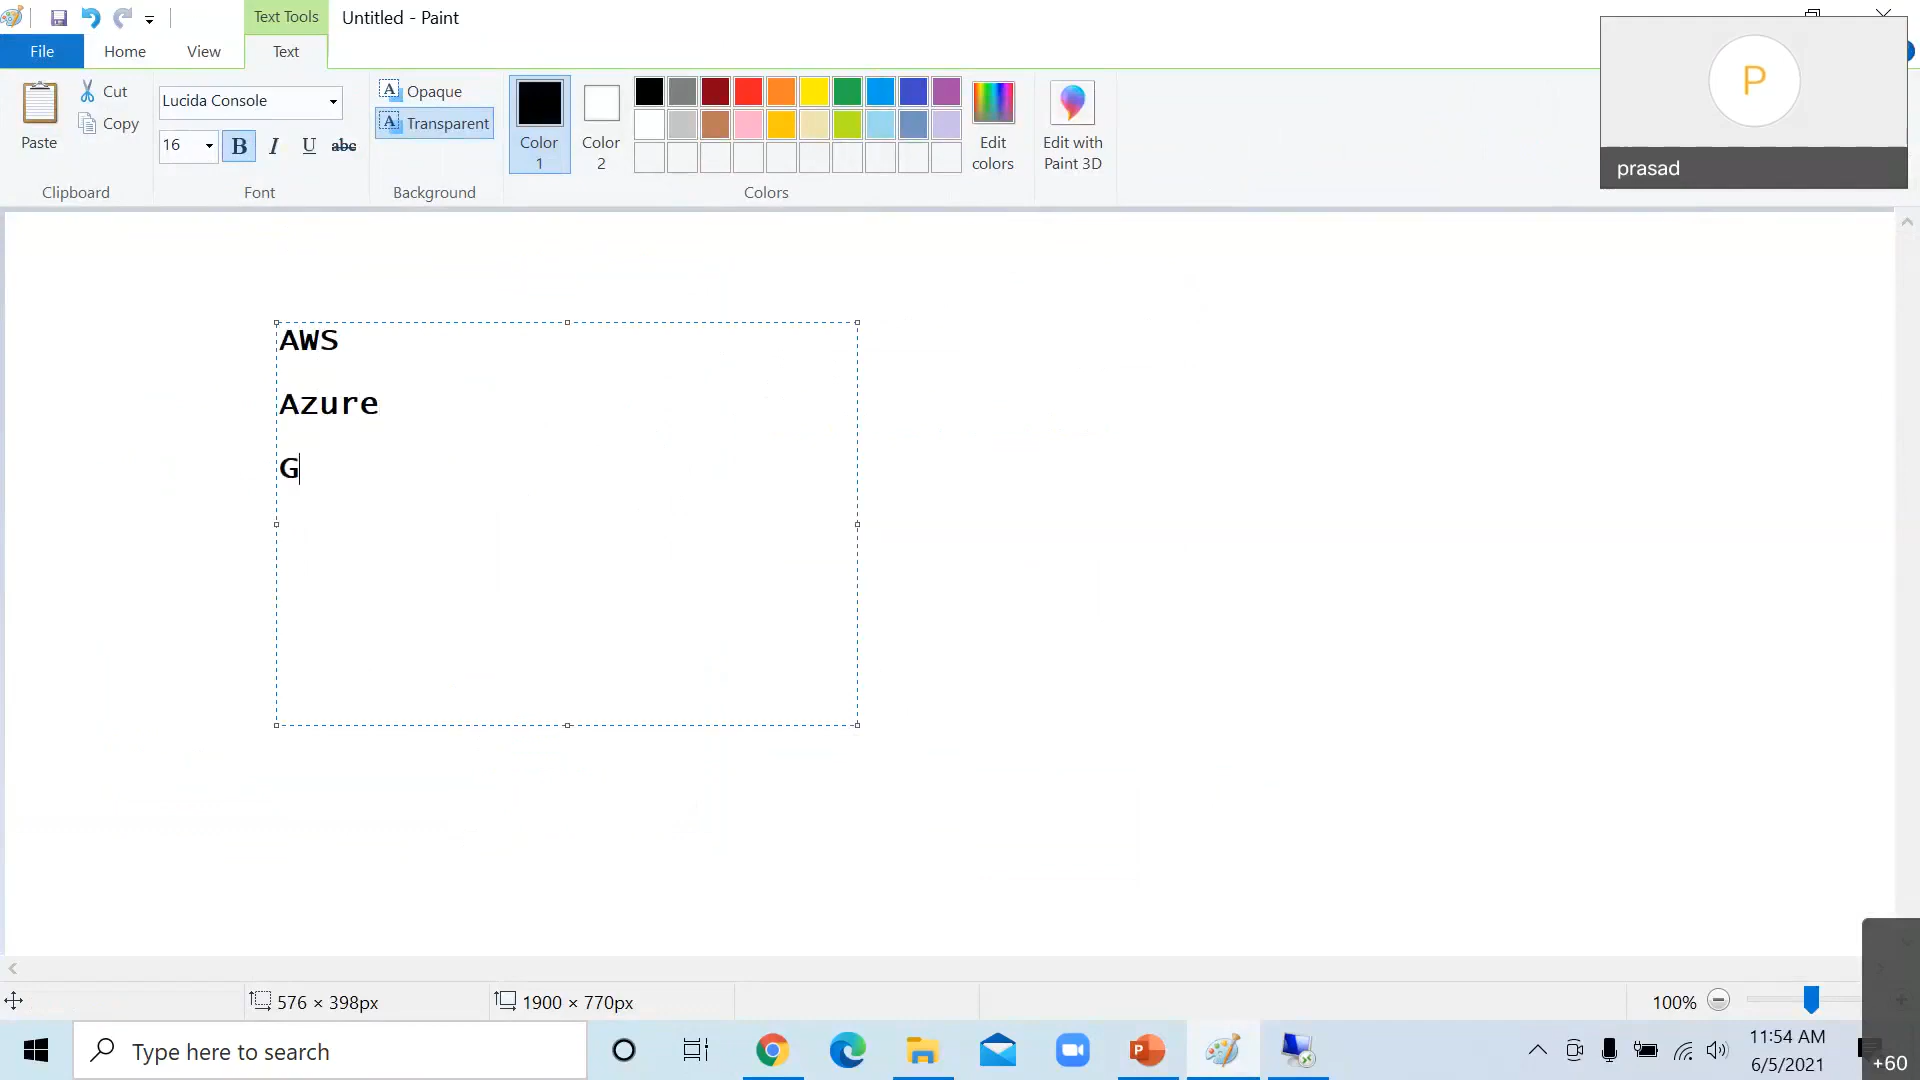 Text Tools
Untitled - Paint
File
Home
View
Text
Paste
Cut
Copy
Clipboard
Lucida Console
16
B
I
U
abc
Font
A Opaque
A Transparent
Background
Color 1
Color 2
Edit colors
Colors
Edit with Paint 3D
P
prasad
AWS
Azure
G
576 × 398px
1900 × 770px
100%
Type here to search
11:54 AM
6/5/2021
+60